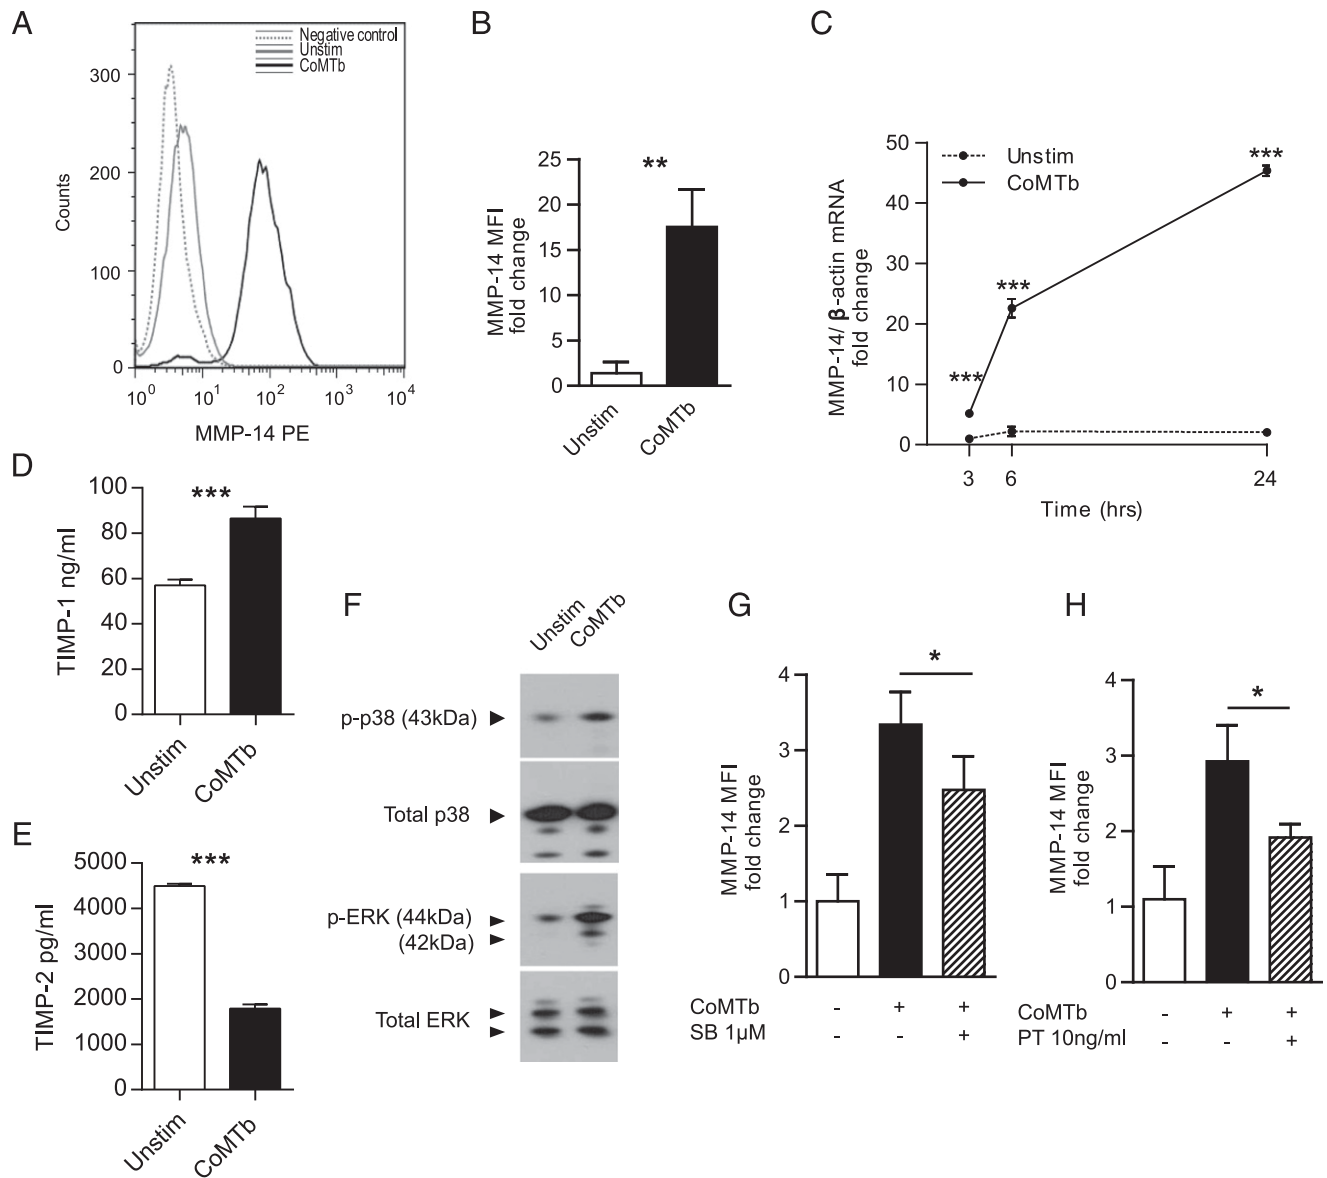 A
300
200
100
0
Counts
10^0 10^1 10^2 10^3 10^4
MMP-14 PE
Negative control
Unstim
CoMTb
B
25
20
15
10
5
0
MMP-14 MFI
fold change
**
Unstim
CoMTb
C
50
40
30
20
10
0
MMP-14/ β-actin mRNA
fold change
Unstim
CoMTb
***
***
***
3 6 24
Time (hrs)
D
100
80
60
40
20
0
TIMP-1 ng/ml
***
Unstim
CoMTb
E
5000
4000
3000
2000
1000
0
TIMP-2 pg/ml
***
Unstim
CoMTb
F
Unstim
CoMTb
p-p38 (43kDa)
Total p38
p-ERK (44kDa)
(42kDa)
Total ERK
G
4
3
2
1
0
MMP-14 MFI
fold change
*
CoMTb - + +
SB 1µM - - +
H
4
3
2
1
0
MMP-14 MFI
fold change
*
CoMTb - + +
PT 10ng/ml - - +